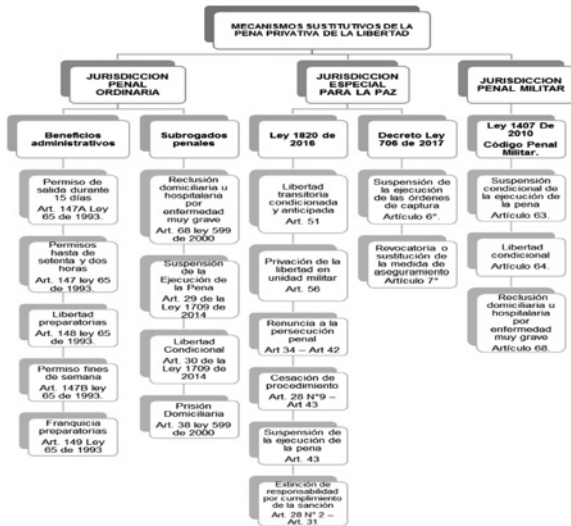 MECANISMOS SUSTITUTIVOS DE LA
PENA PRIVATIVA DE LA LIBERTAD
JURISDICCION
PENAL
ORDINARIA
Beneficios
administrativos
Permiso de
salida durante
15 días
Art. 147A Ley
65 de 1993.
Permisos
hasta de
setenta y dos
horas
Art. 147 ley 65
de 1993.
Libertad
preparatorias
Art. 148 ley 65
de 1993.
Permiso fines
de semana
Art. 147B ley
65 de 1993.
Franquicia
preparatorias
Art. 149 Ley
65 de 1993
Subrogados
penales
Reclusión
domiciliaria u
hospitalaria
por
enfermedad
muy grave
Art. 68 ley 599
de 2000
Suspensión
de la
Ejecución de
la Pena
Art. 29 de la
Ley 1709 de
2014
Libertad
Condicional
Art. 30 de la
Ley 1709 de
2014
Prisión
Domiciliaria
Art. 38 ley 599
de 2000
JURISDICCION
ESPECIAL
PARA LA PAZ
Ley 1820 de
2016
Libertad
transitoria
condicionada
y anticipada
Art. 51
Privación de
la libertad en
unidad militar
Art. 56
Renuncia a la
persecución
penal
Art 34 – Art 42
Cesación de
procedimiento
Art. 28 N°9 –
Art 43
Suspensión
de la
ejecución de
la pena
Art. 43
Extinción de
responsabilidad
por cumplimiento
de la sanción
Art. 28 N° 2 –
Art. 31
Decreto Ley
706 de 2017
Suspensión de
la ejecución de
las órdenes de
captura
Artículo 6°.
Revocatoria o
sustitución de
la medida de
aseguramiento
Artículo 7°
JURISDICCION
PENAL MILITAR
Ley 1407 De
2010
Código Penal
Militar.
Suspensión
condicional de
la ejecución de
la pena
Artículo 63.
Libertad
condicional
Artículo 64.
Reclusión
domiciliaria u
hospitalaria
por
enfermedad
muy grave
Artículo 68.